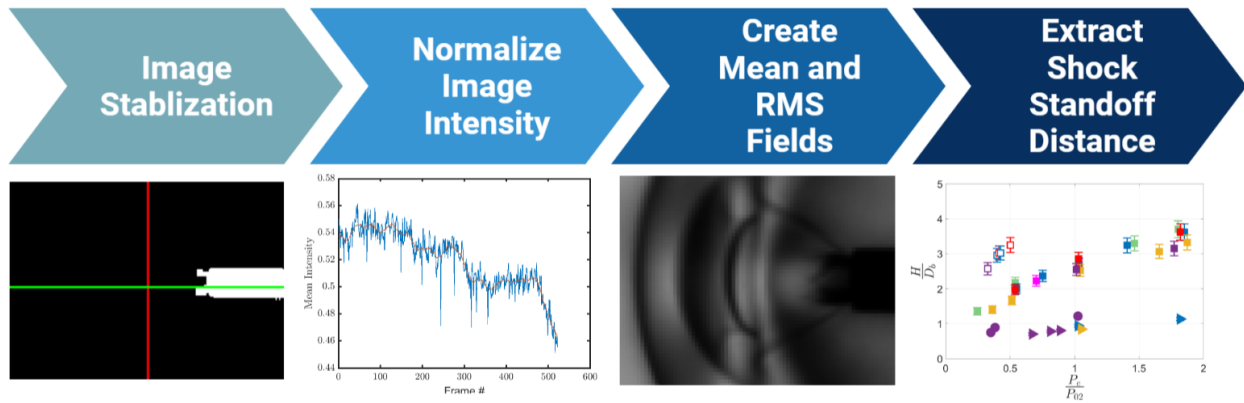 Image
Stablization
Normalize
Image
Intensity
Create
Mean and
RMS
Fields
Extract
Shock
Standoff
Distance
0.58
0.56
0.54
0.52
0.5
0.48
0.46
0.44
Mean Intensity
0 100 200 300 400 500 600
Frame #
5
4
3
2
1
0
H
D_b
0 0.5 1 1.5 2
P_c
P_02